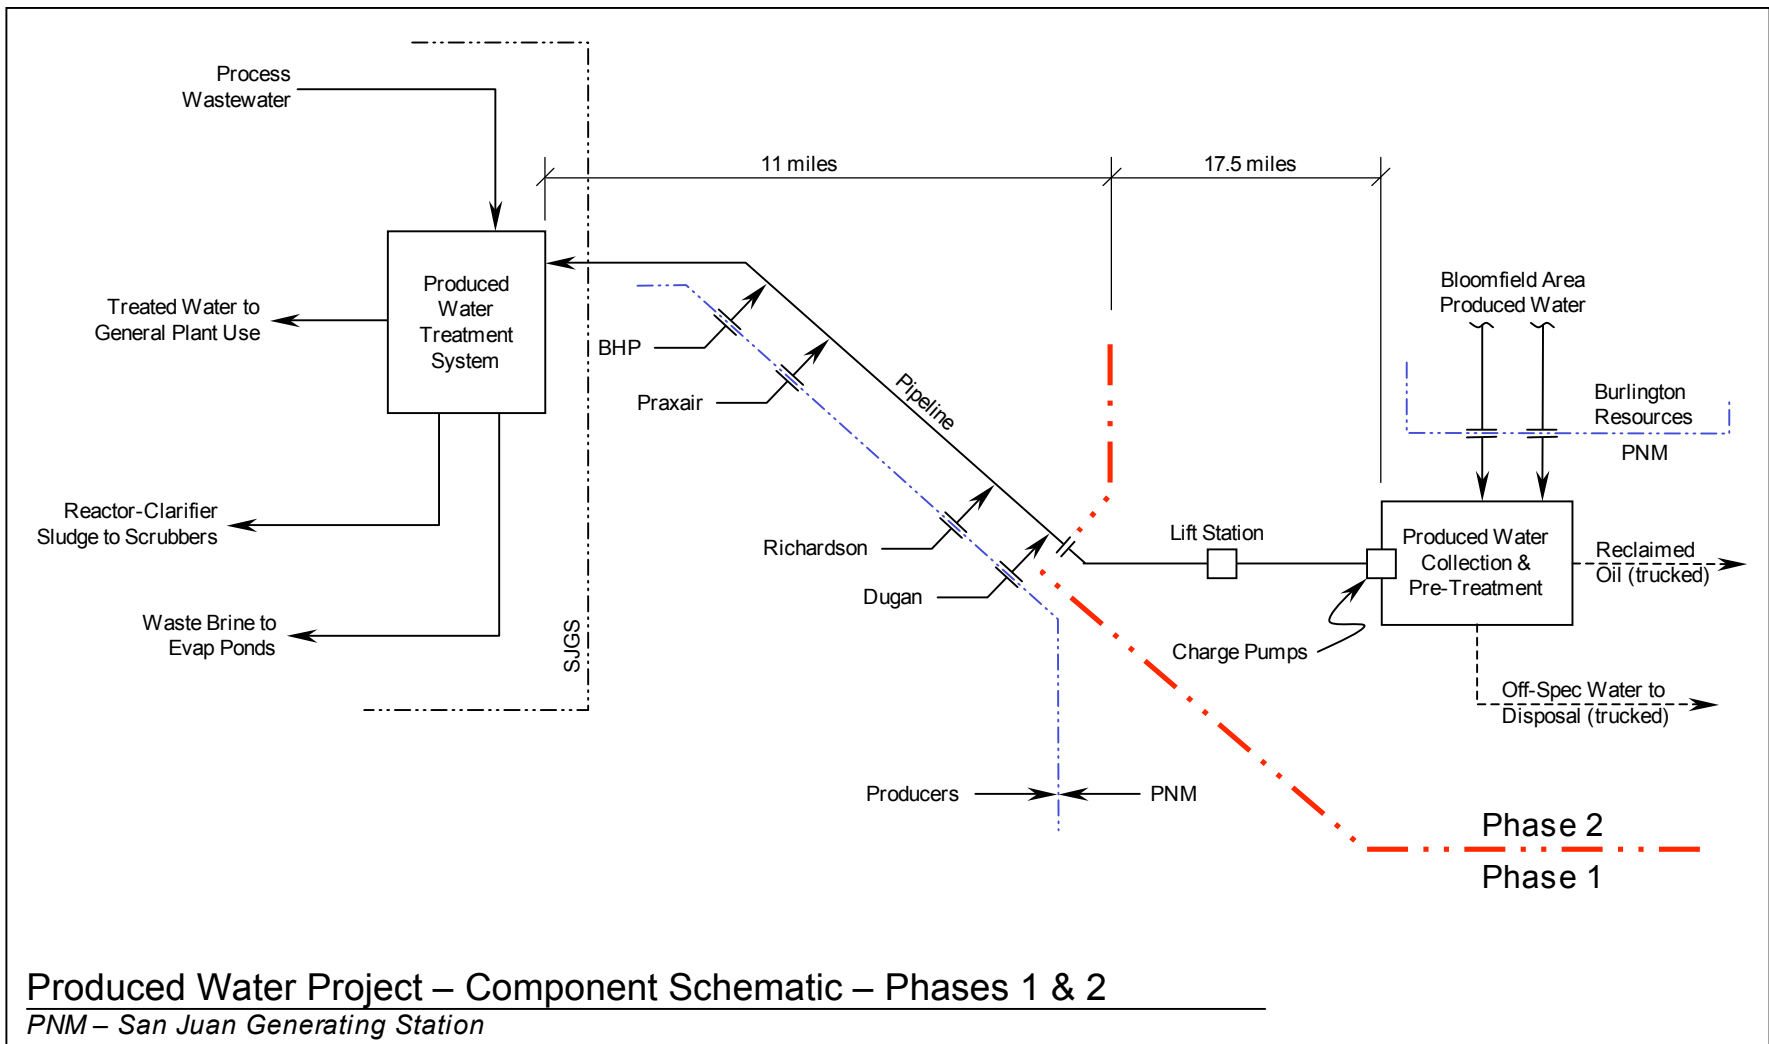 Process
Wastewater
11 miles
17.5 miles
Produced
Water
Treatment
System
Treated Water to
General Plant Use
Reactor-Clarifier
Sludge to Scrubbers
Waste Brine to
Evap Ponds
SJGS
BHP
Praxair
Pipeline
Richardson
Dugan
Producers
PNM
Lift Station
Charge Pumps
Bloomfield Area
Produced Water
Burlington
Resources
PNM
Produced Water
Collection &
Pre-Treatment
Reclaimed
Oil (trucked)
Off-Spec Water to
Disposal (trucked)
Phase 2
Phase 1
Produced Water Project – Component Schematic – Phases 1 & 2
PNM – San Juan Generating Station